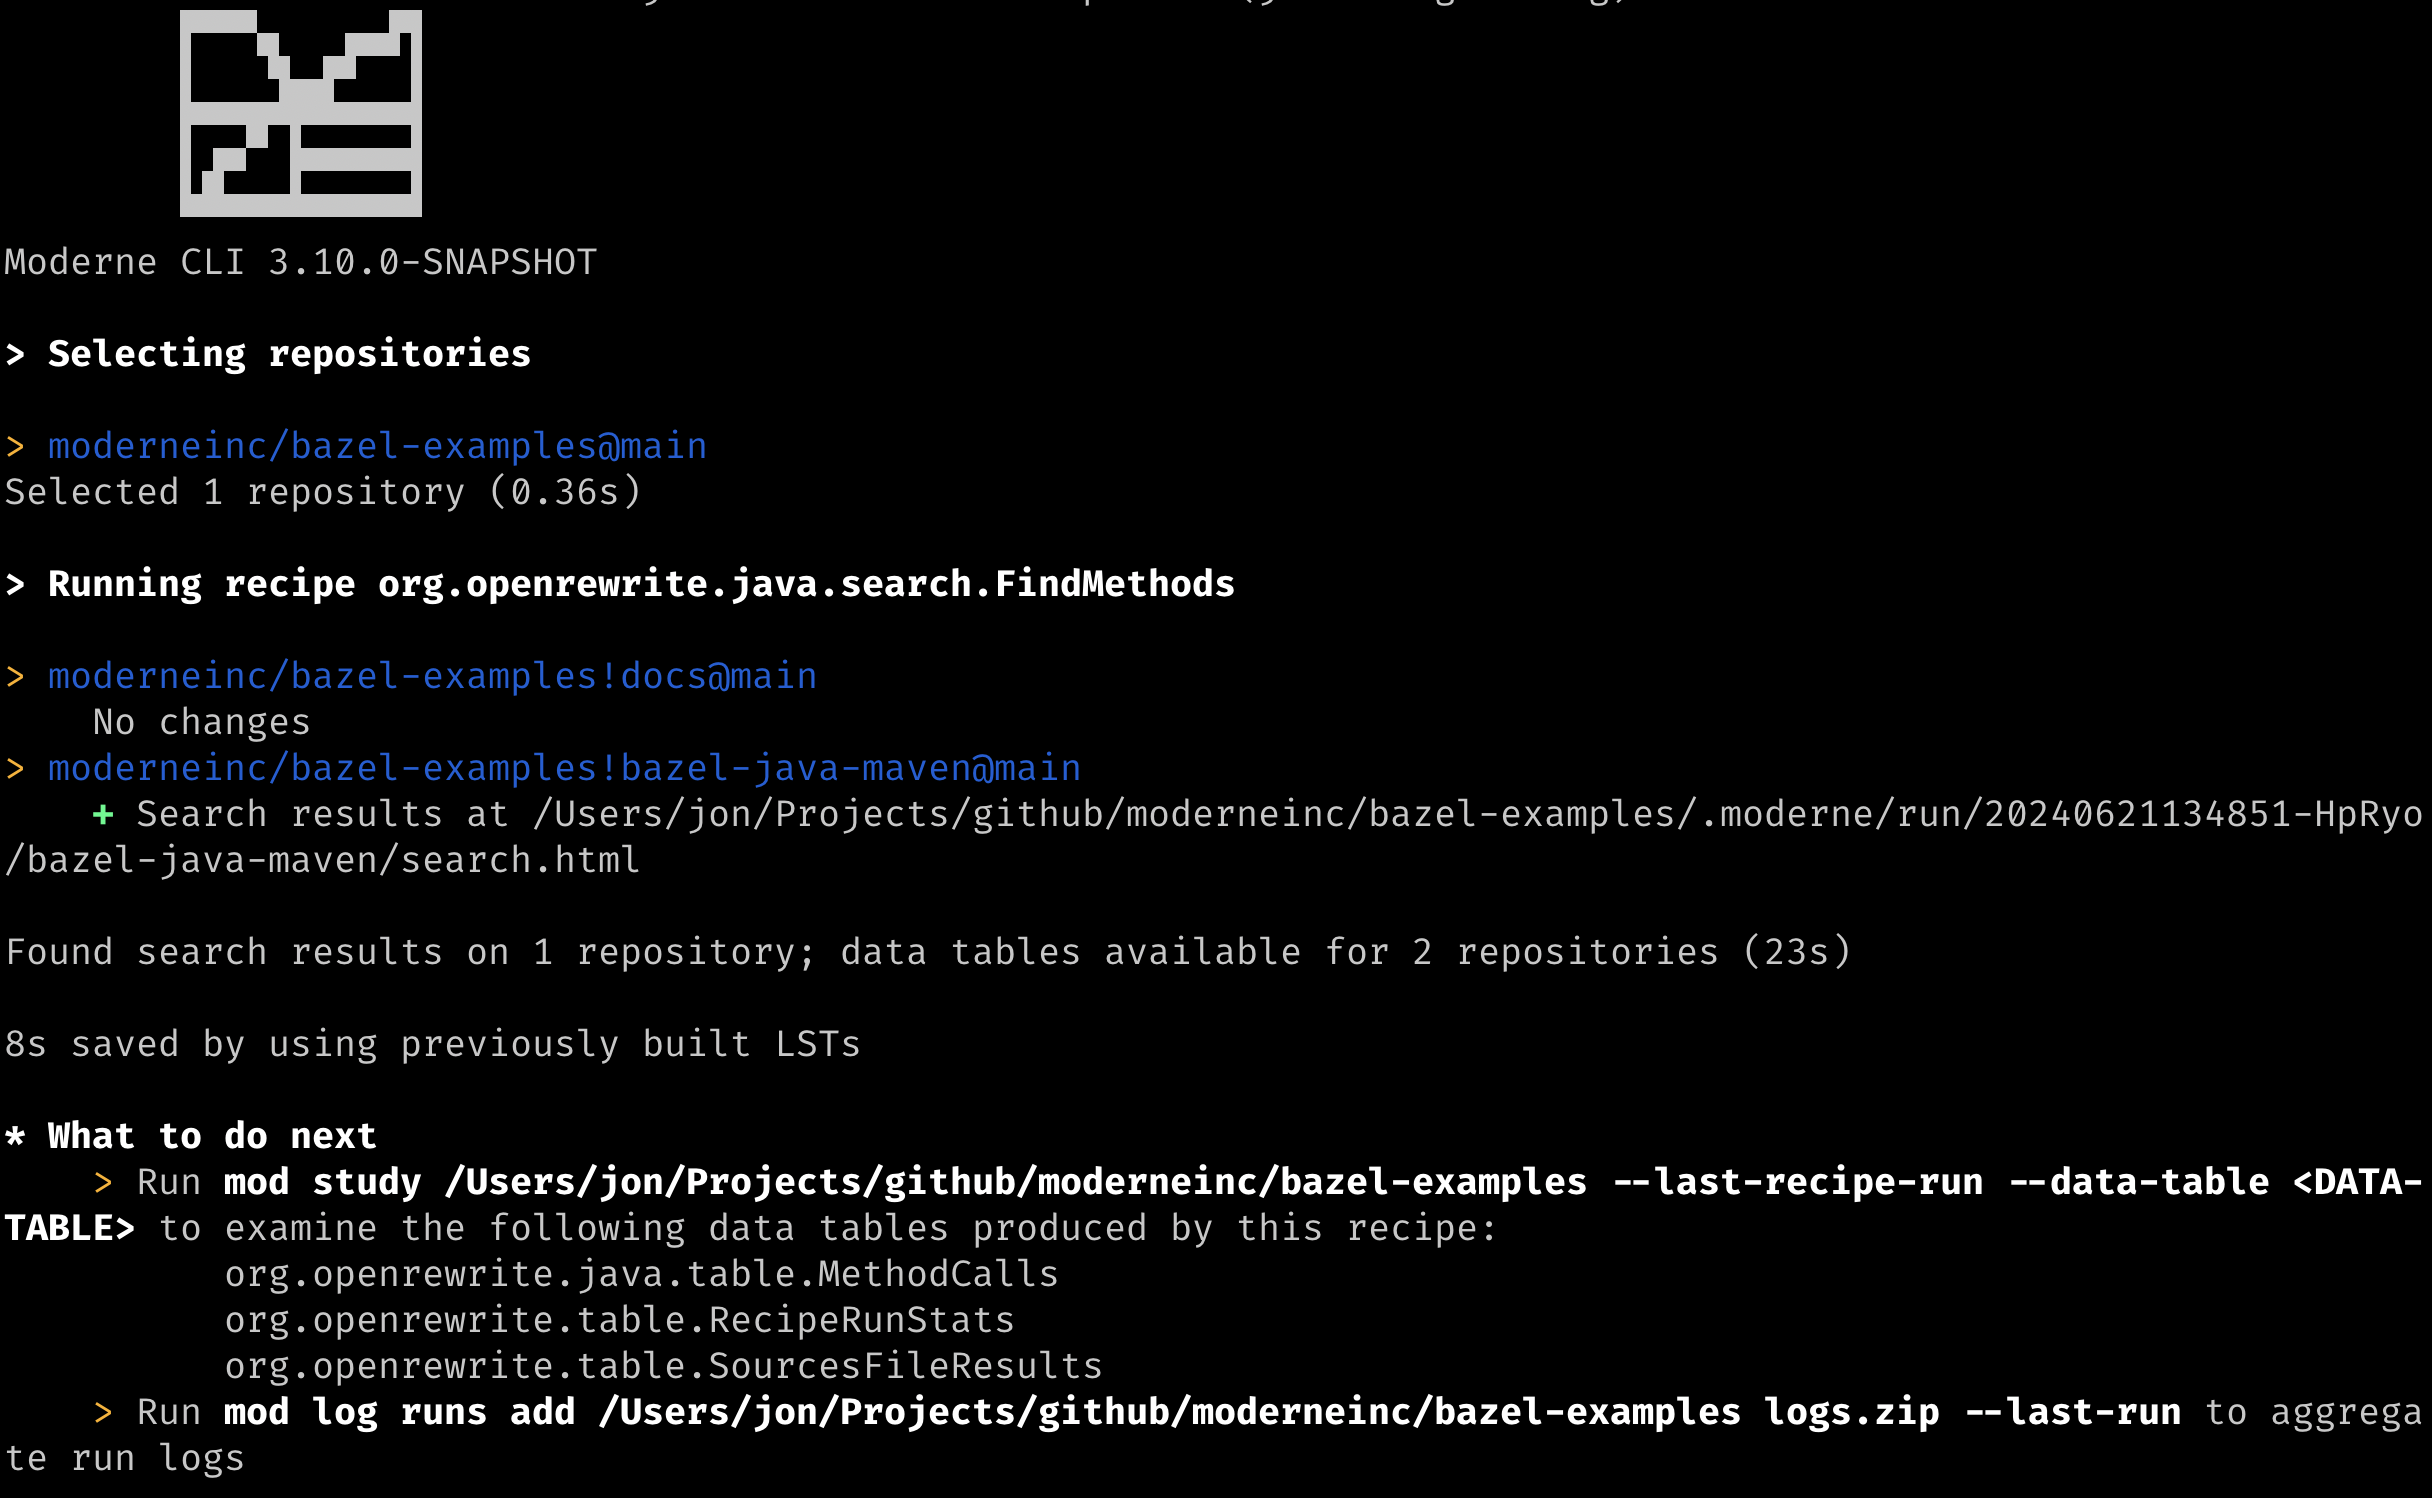 Moderne CLI 3.10.0-SNAPSHOT
> Selecting repositories
> moderneinc/bazel-examples@main
Selected 1 repository (0.36s)
> Running recipe org.openrewrite.java.search.FindMethods
> moderneinc/bazel-examples!docs@main
No changes
> moderneinc/bazel-examples!bazel-java-maven@main
+ Search results at /Users/jon/Projects/github/moderneinc/bazel-examples/.moderne/run/20240621134851-HpRyo
/bazel-java-maven/search.html
Found search results on 1 repository; data tables available for 2 repositories (23s)
8s saved by using previously built LSTs
* What to do next
> Run mod study /Users/jon/Projects/github/moderneinc/bazel-examples --last-recipe-run --data-table <DATA-
TABLE> to examine the following data tables produced by this recipe:
org.openrewrite.java.table.MethodCalls
org.openrewrite.table.RecipeRunStats
org.openrewrite.table.SourcesFileResults
> Run mod log runs add /Users/jon/Projects/github/moderneinc/bazel-examples logs.zip --last-run to aggrega
te run logs